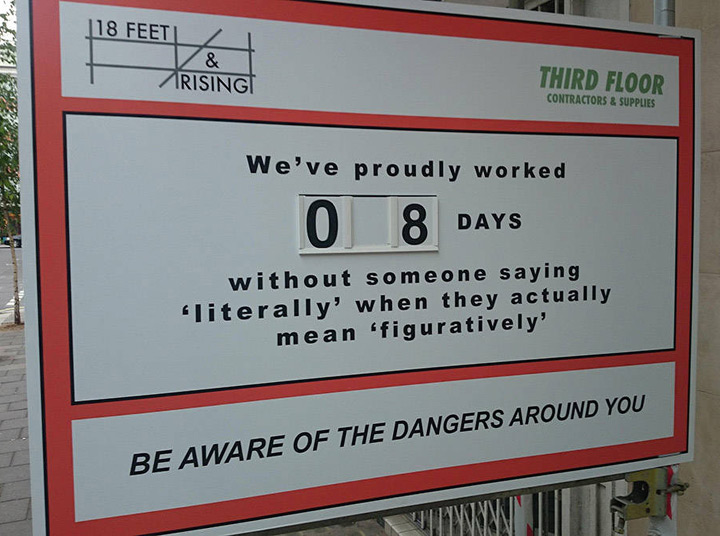 18 FEET
&
RISING
THIRD FLOOR
CONTRACTORS & SUPPLIES
We've proudly worked
0 8 DAYS
without someone saying
‘literally’ when they actually
mean ‘figuratively’
BE AWARE OF THE DANGERS AROUND YOU